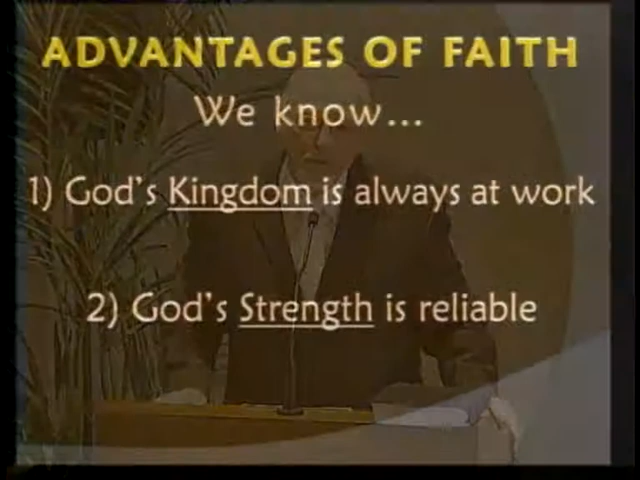 ADVANTAGES OF FAITH
We know...
1) God's Kingdom is always at work
2) God's Strength is reliable